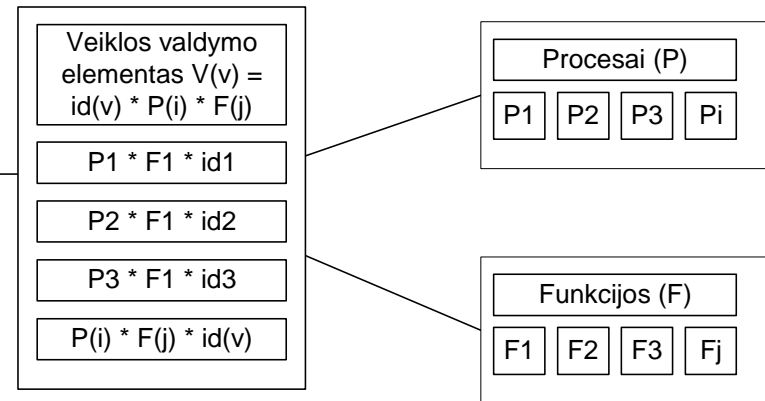 Veiklos valdymo
elementas V(v) =
id(v) * P(i) * F(j)
P1 * F1 * id1
P2 * F1 * id2
P3 * F1 * id3
P(i) * F(j) * id(v)
Procesai (P)
P1 P2 P3 Pi
Funkcijos (F)
F1 F2 F3 Fj